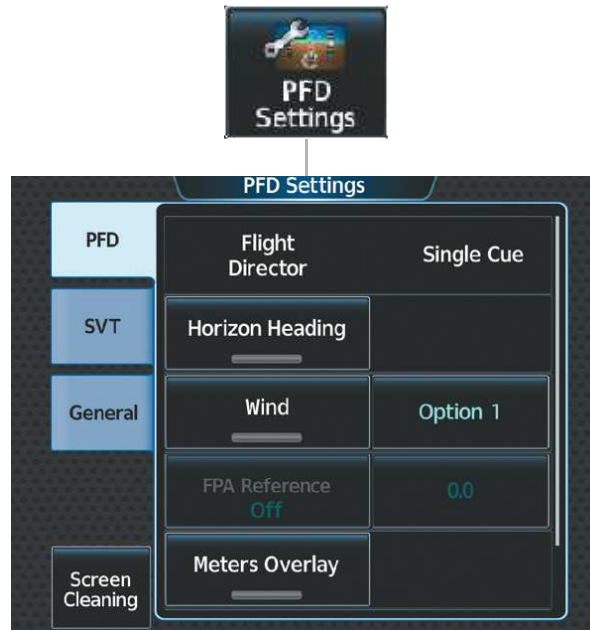 PFD
Settings
PFD Settings
PFD
Flight
Director
Single Cue
SVT
Horizon Heading
General
Wind
Option 1
FPA Reference
Off
0.0
Screen
Cleaning
Meters Overlay